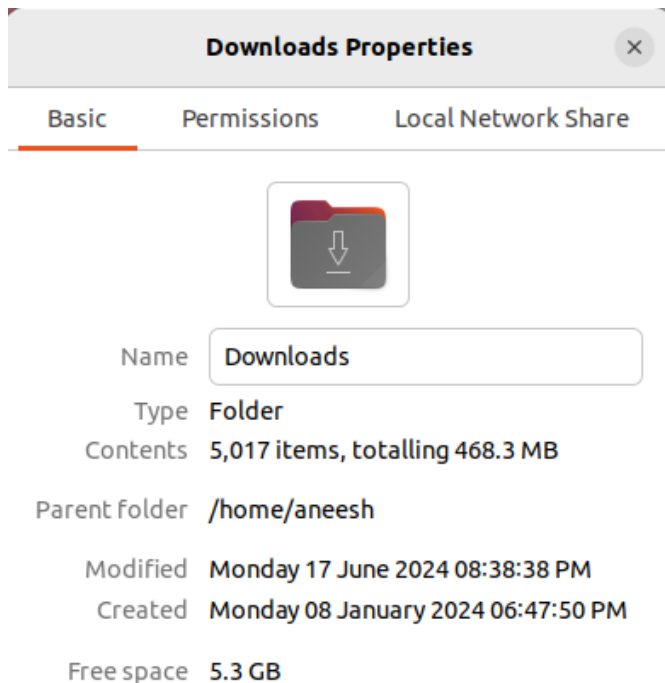 Downloads Properties
Basic Permissions Local Network Share
Name Downloads
Type Folder
Contents 5,017 items, totalling 468.3 MB
Parent folder /home/aneesh
Modified Monday 17 June 2024 08:38:38 PM
Created Monday 08 January 2024 06:47:50 PM
Free space 5.3 GB